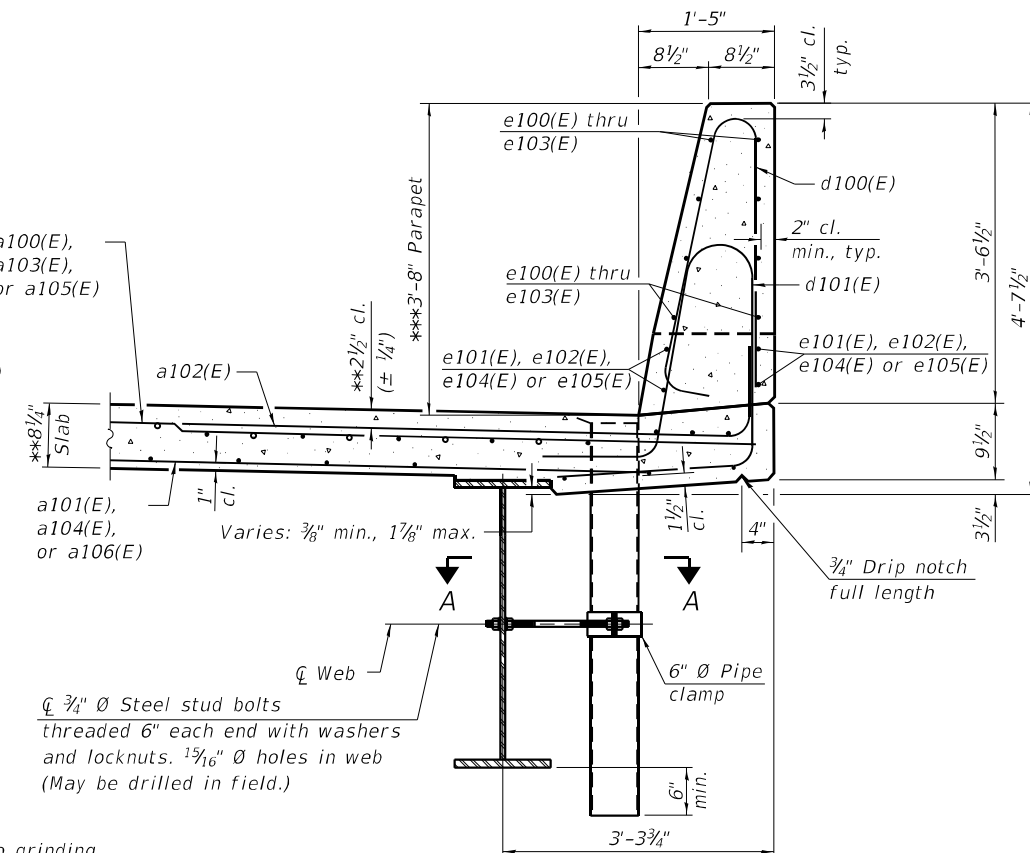 1'-5"
8½" 8½"
3½" cl.
typ.
e100(E) thru
e103(E)
d100(E)
***3'-8" Parapet
2" cl.
min., typ.
3'-6½"
4'-7½"
a100(E),
a103(E),
or a105(E)
e100(E) thru
e103(E)
d101(E)
**2½" cl.
(± ¼")
e101(E), e102(E),
e104(E) or e105(E)
e101(E), e102(E),
e104(E) or e105(E)
a102(E)
**8¼"
Slab
9½"
1"
cl.
a101(E),
a104(E),
or a106(E)
Varies: ⅜" min., 1⅞" max.
1½"
cl.
4"
3½"
¾" Drip notch
full length
A A
℄ Web
6" Ø Pipe
clamp
℄ ¾" Ø Steel stud bolts
threaded 6" each end with washers
and locknuts. 15/16" Ø holes in web
(May be drilled in field.)
6"
min.
3'-3¾"
grinding